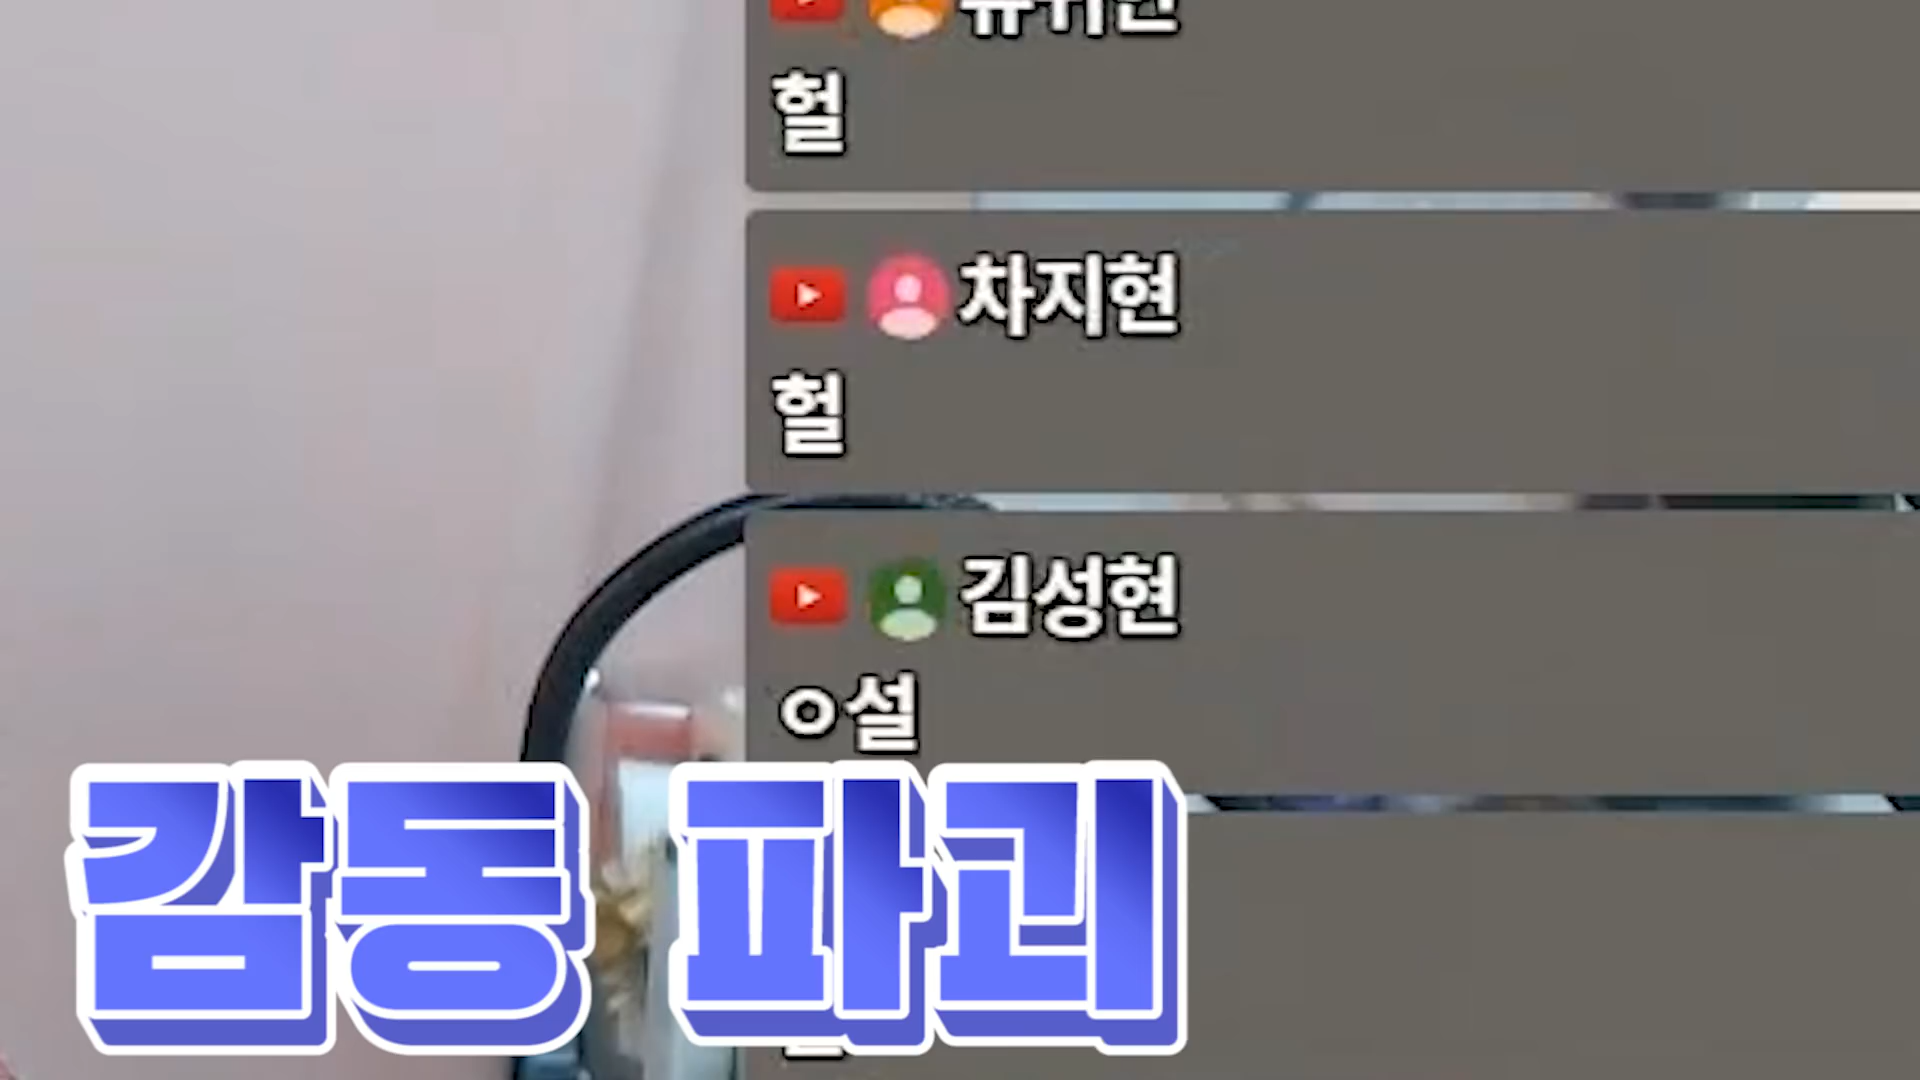 헐
차지현
헐
김성현
ㅇ설
감동 파괴